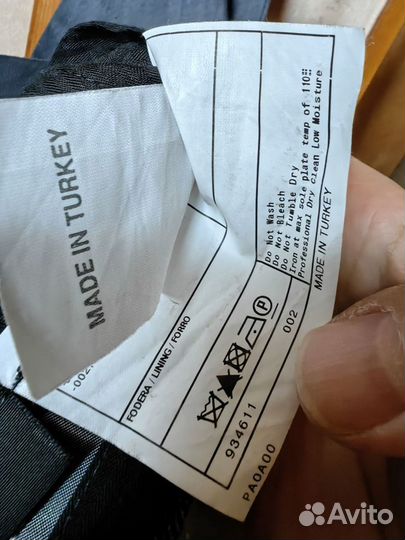 MADE IN TURKEY
FODERA / LINING / FORRO
Do Not Wash
Do Not Bleach
Do Not Tumble Dry
Iron at max sole plate temp of 110
Professional Dry clean Low Moisture
MADE IN TURKEY
P
002
934611
PA0A00
Avito